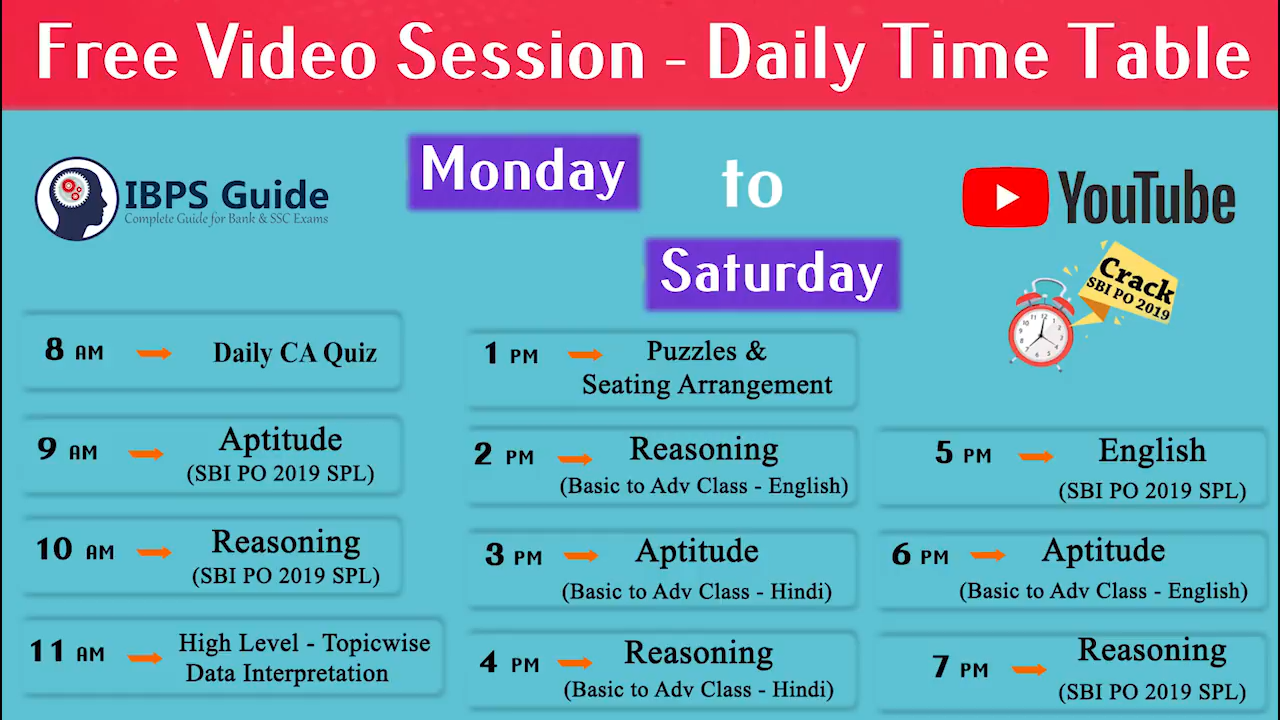 Free Video Session - Daily Time Table
IBPS Guide
Complete Guide for Bank & SSC Exams
Monday
to
Saturday
YouTube
Crack
SBI PO 2019
8 AM Daily CA Quiz
9 AM Aptitude
(SBI PO 2019 SPL)
10 AM Reasoning
(SBI PO 2019 SPL)
11 AM High Level - Topicwise
Data Interpretation
1 PM Puzzles &
Seating Arrangement
2 PM Reasoning
(Basic to Adv Class - English)
3 PM Aptitude
(Basic to Adv Class - Hindi)
4 PM Reasoning
(Basic to Adv Class - Hindi)
5 PM English
(SBI PO 2019 SPL)
6 PM Aptitude
(Basic to Adv Class - English)
7 PM Reasoning
(SBI PO 2019 SPL)